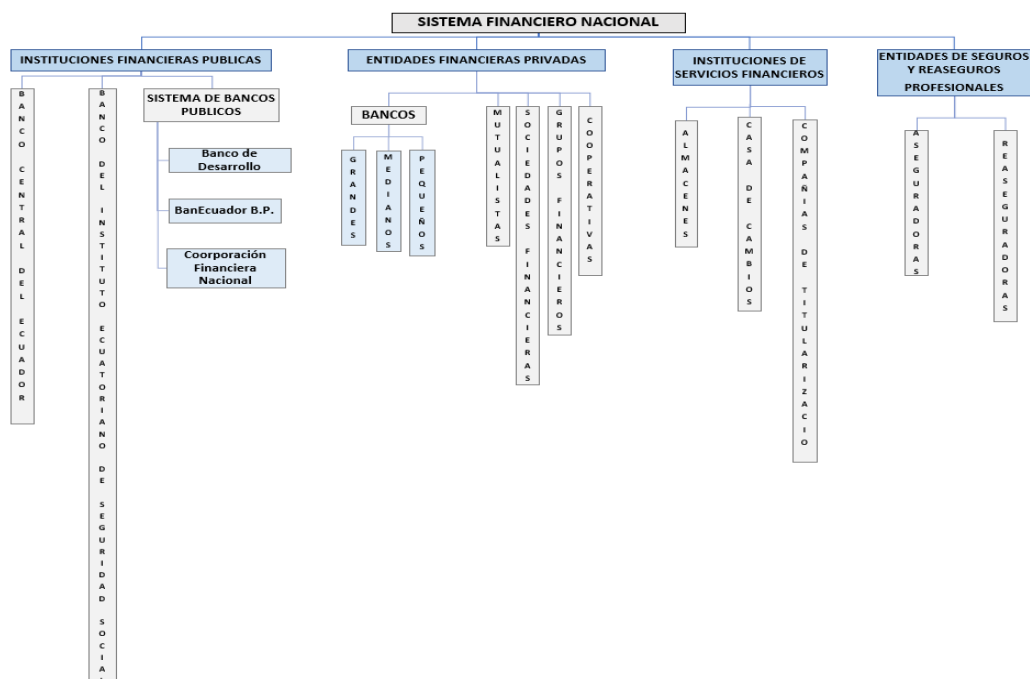 SISTEMA FINANCIERO NACIONAL
INSTITUCIONES FINANCIERAS PUBLICAS
BANCO CENTRAL DEL ECUADOR
BANCO DEL INSTITUTO ECUATORIANO DE SEGURIDAD SOCIA
SISTEMA DE BANCOS
PUBLICOS
Banco de
Desarrollo
BanEcuador B.P.
Coorporación
Financiera
Nacional
ENTIDADES FINANCIERAS PRIVADAS
BANCOS
GRANDES
MEDIANOS
PEQUEÑOS
MUTUALISTAS
SOCIEDADES FINANCIERAS
GRUPOS FINANCIEROS
COOPERATIVAS
INSTITUCIONES DE
SERVICIOS FINANCIEROS
ALMACENES
CASA DE CAMBIOS
COMPAÑIAS DE TITULARIZACIO
ENTIDADES DE SEGUROS
Y REASEGUROS
PROFESIONALES
ASEGURADORAS
REASEGURADORAS